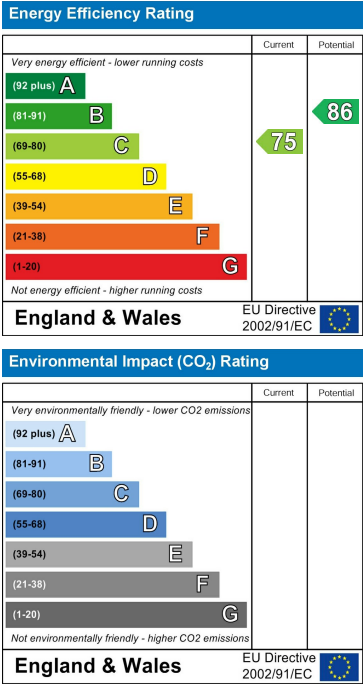 Energy Efficiency Rating
Current Potential
Very energy efficient - lower running costs
(92 plus) A
(81-91) B
86
(69-80) C
75
(55-68) D
(39-54) E
(21-38) F
(1-20) G
Not energy efficient - higher running costs
England & Wales
EU Directive
2002/91/EC
Environmental Impact (CO₂) Rating
Current Potential
Very environmentally friendly - lower CO2 emissions
(92 plus) A
(81-91) B
(69-80) C
(55-68) D
(39-54) E
(21-38) F
(1-20) G
Not environmentally friendly - higher CO2 emissions
England & Wales
EU Directive
2002/91/EC